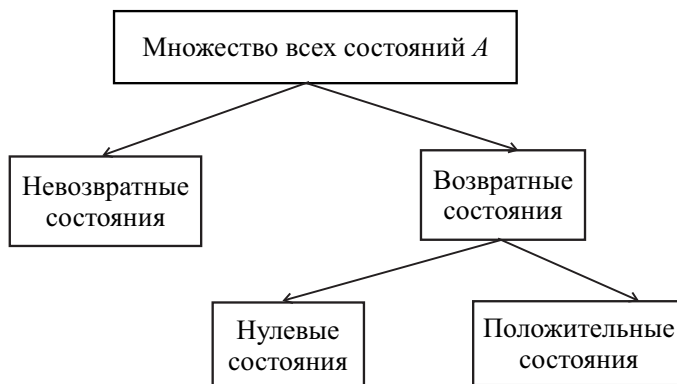 Множество всех состояний A
Невозвратные
состояния
Возвратные
состояния
Нулевые
состояния
Положительные
состояния